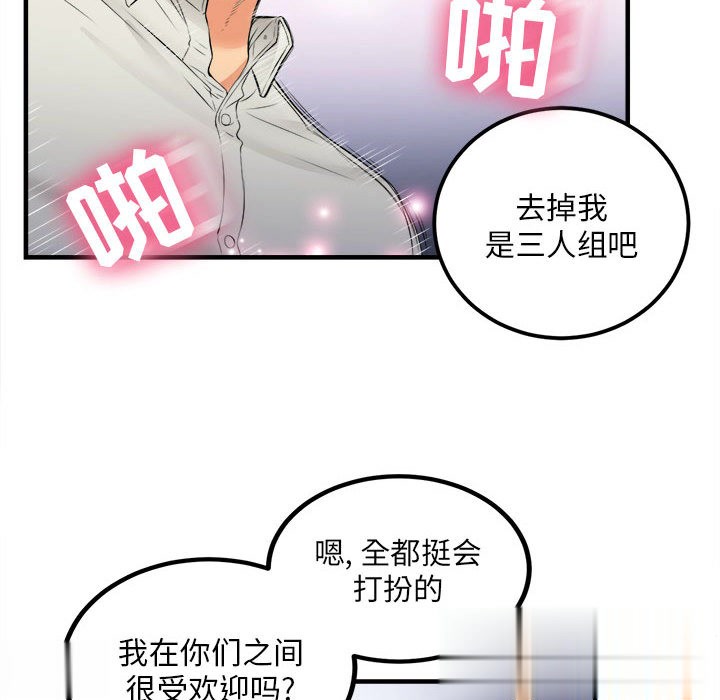 啪
啪
去掉我
是三人组吧
嗯, 全都挺会
打扮的
我在你们之间
很受欢迎吗?